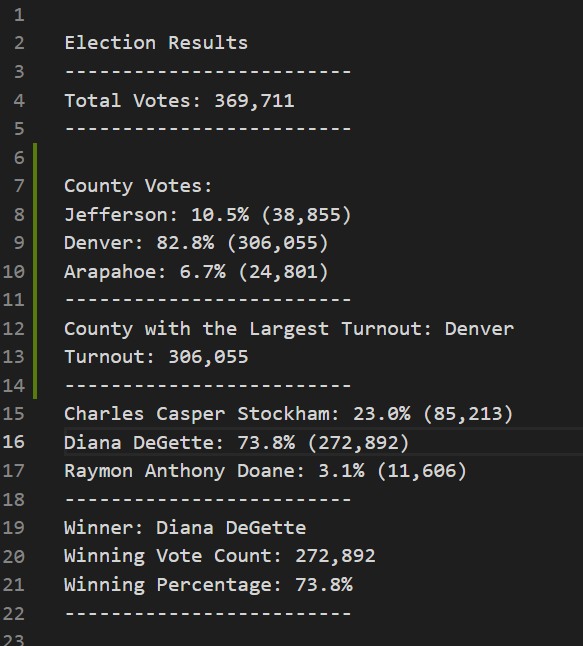 1
2 Election Results
3 -------------------------
4 Total Votes: 369,711
5 -------------------------
6
7 County Votes:
8 Jefferson: 10.5% (38,855)
9 Denver: 82.8% (306,055)
10 Arapahoe: 6.7% (24,801)
11 -------------------------
12 County with the Largest Turnout: Denver
13 Turnout: 306,055
14 -------------------------
15 Charles Casper Stockham: 23.0% (85,213)
16 Diana DeGette: 73.8% (272,892)
17 Raymon Anthony Doane: 3.1% (11,606)
18 -------------------------
19 Winner: Diana DeGette
20 Winning Vote Count: 272,892
21 Winning Percentage: 73.8%
22 -------------------------
23